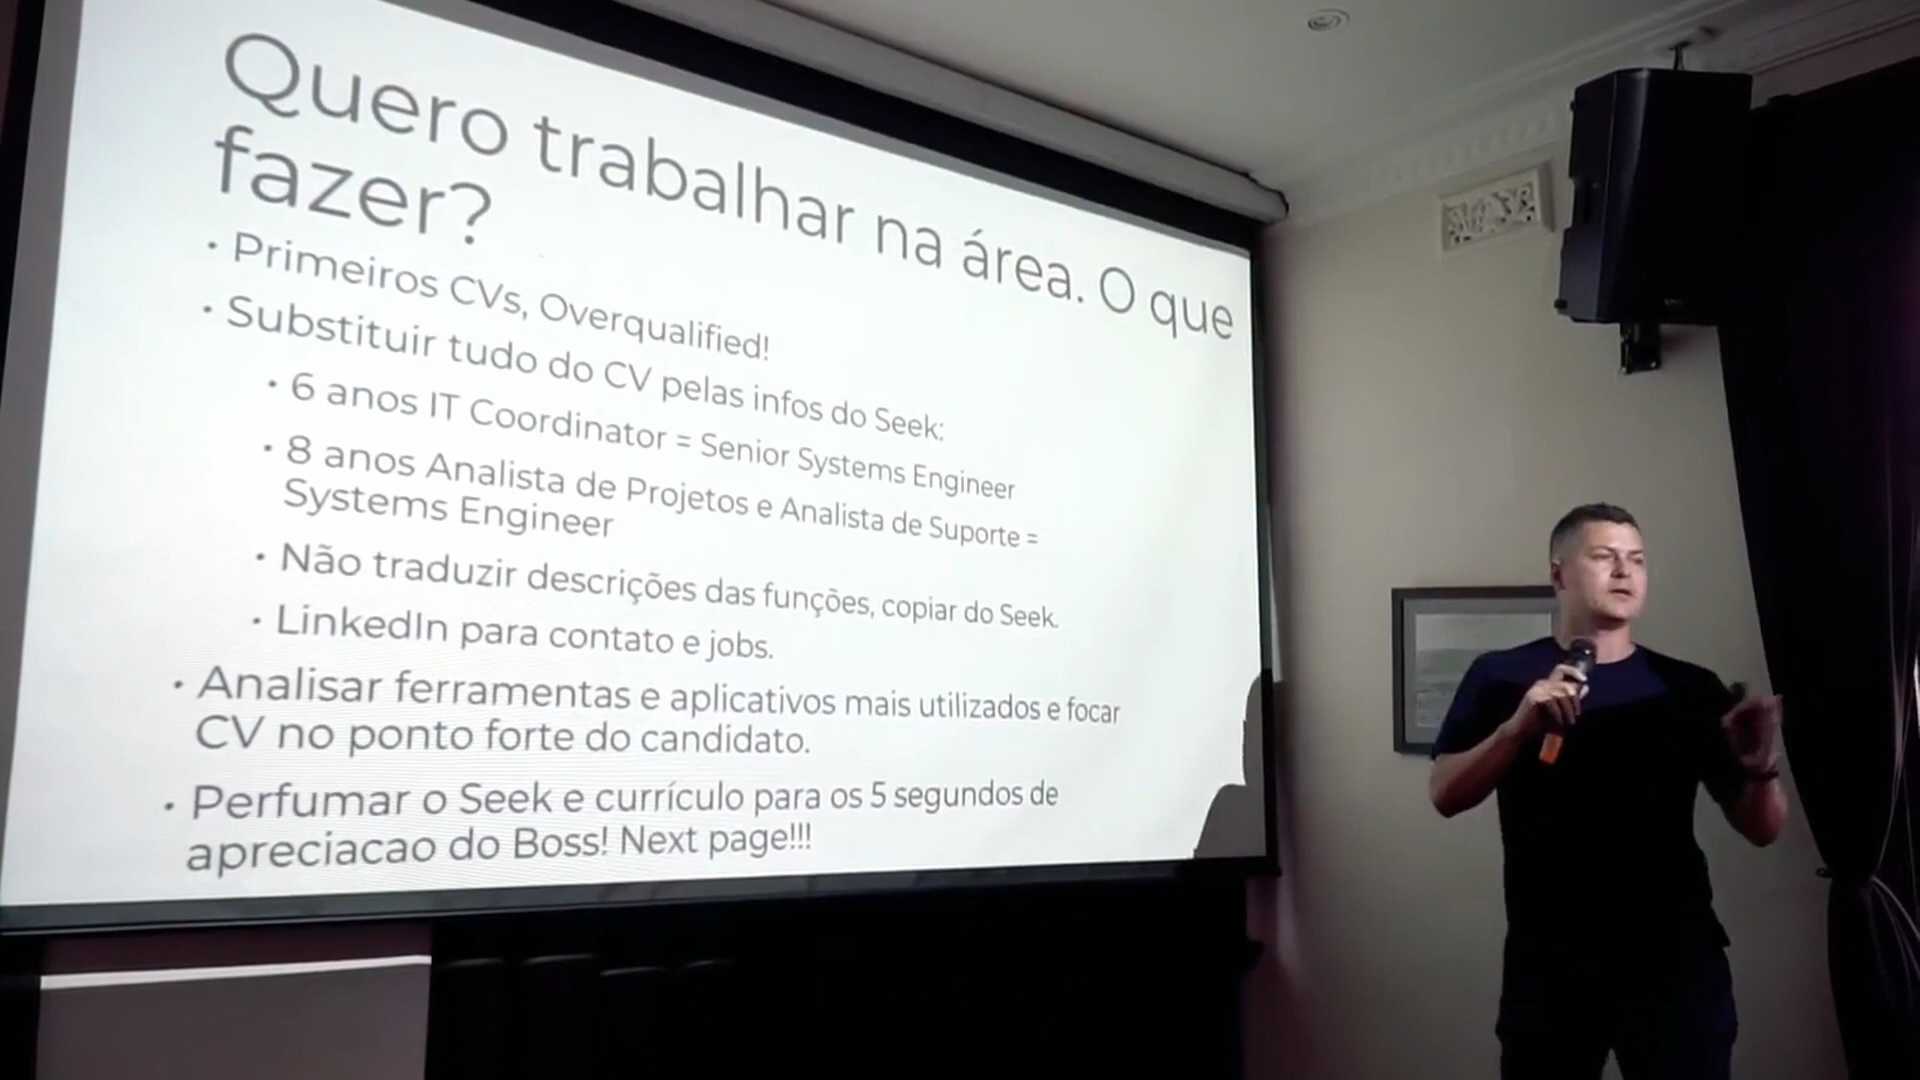 Quero trabalhar na área. O que
fazer?
• Primeiros CVs, Overqualified!
• Substituir tudo do CV pelas infos do Seek:
• 6 anos IT Coordinator = Senior Systems Engineer
• 8 anos Analista de Projetos e Analista de Suporte =
Systems Engineer
• Não traduzir descrições das funções, copiar do Seek.
• LinkedIn para contato e jobs.
• Analisar ferramentas e aplicativos mais utilizados e focar
CV no ponto forte do candidato.
• Perfumar o Seek e currículo para os 5 segundos de
apreciacao do Boss! Next page!!!